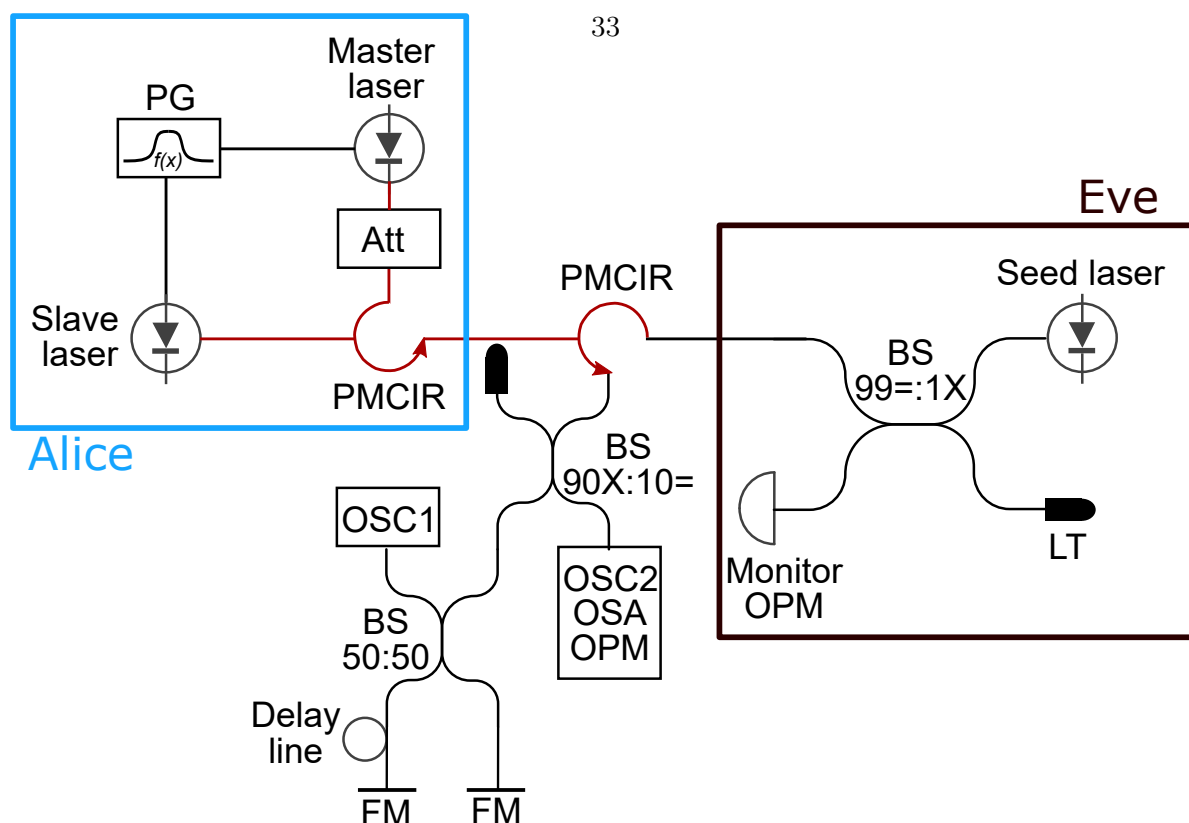 33
Master
laser
PG
f(x)
Att
Slave
laser
PMCIR
Alice
PMCIR
Eve
Seed laser
BS
99=:1X
Monitor
OPM
LT
BS
90X:10=
OSC1
OSC2
OSA
OPM
BS
50:50
Delay
line
FM
FM